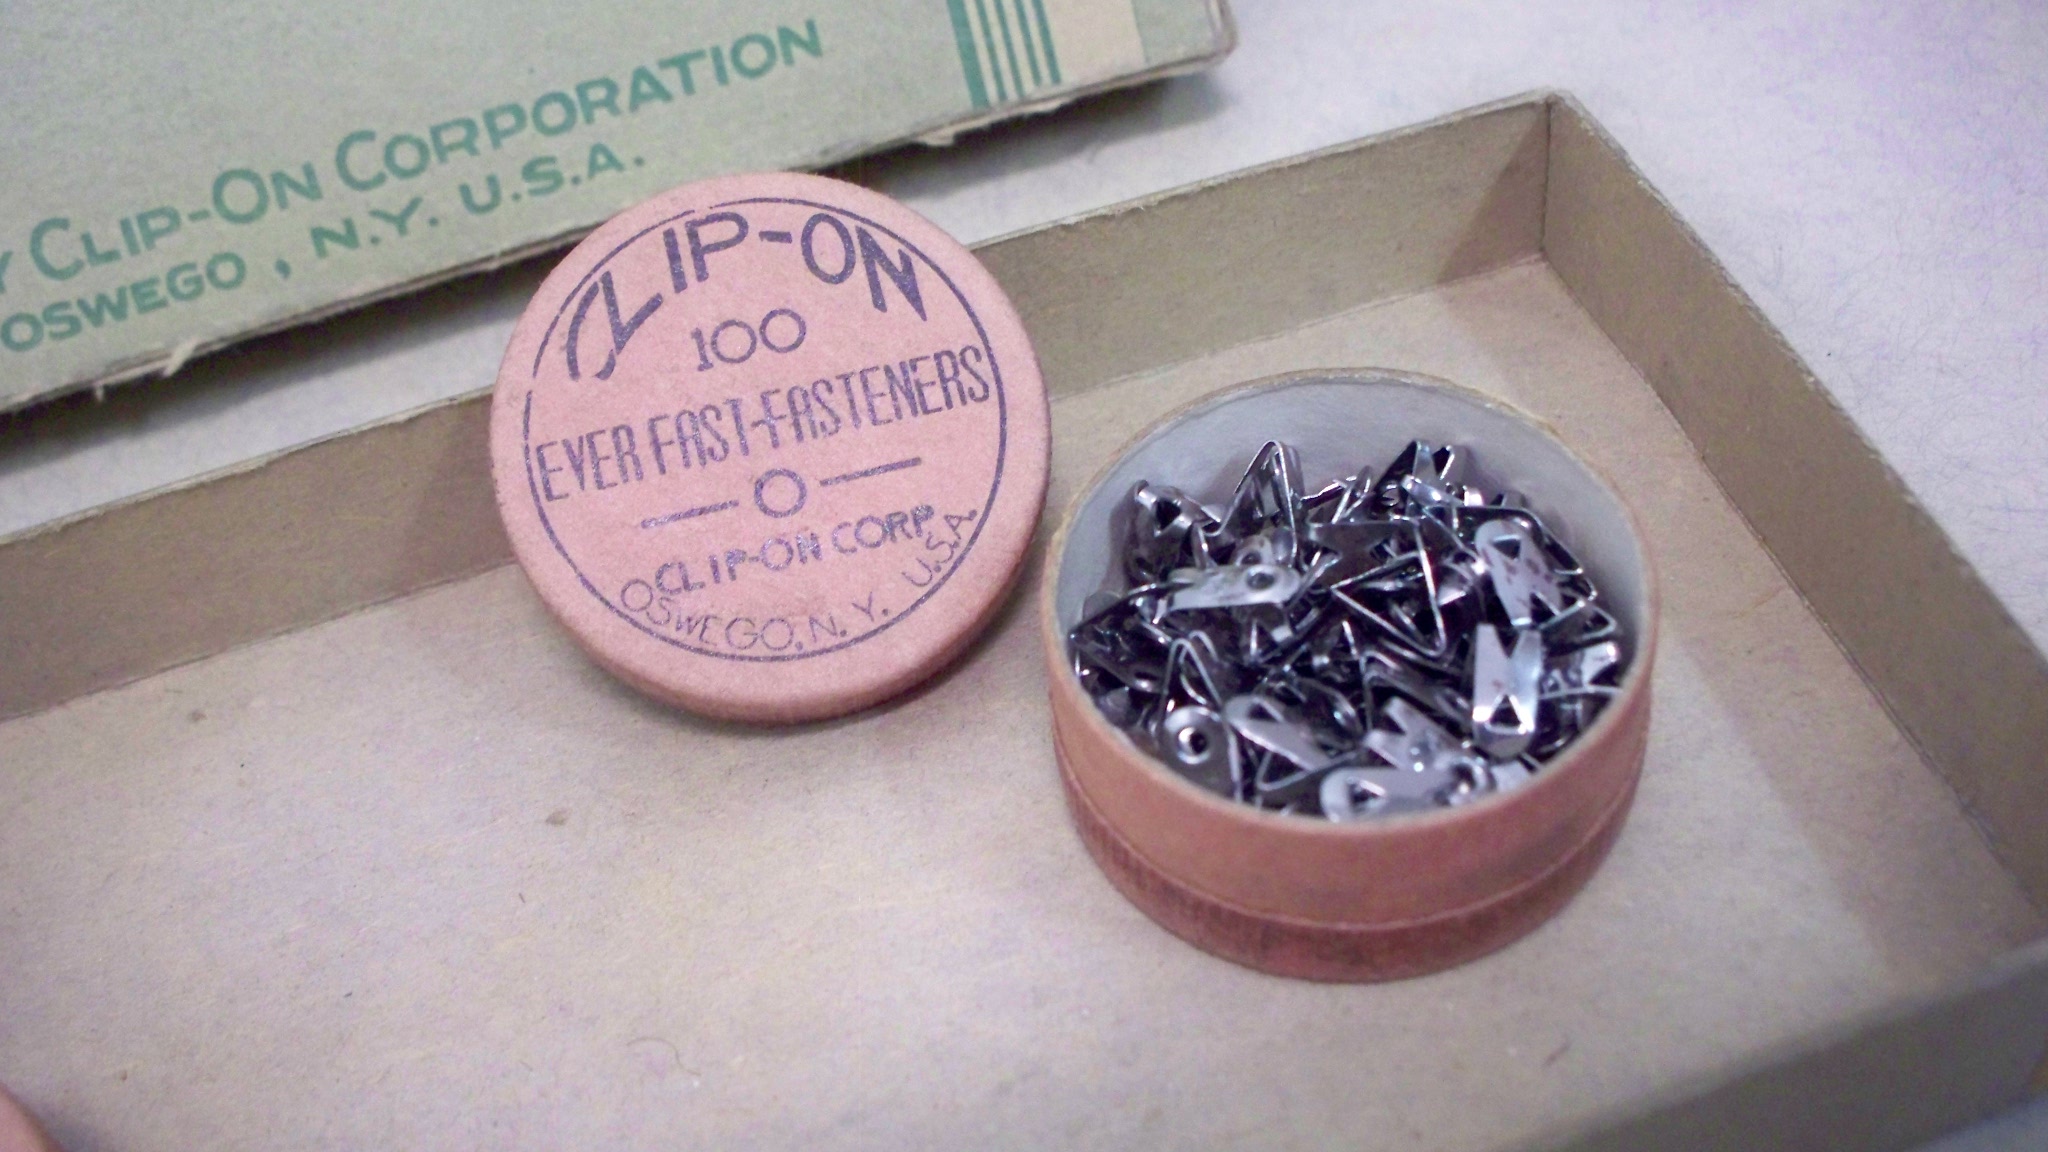 CLIP-ON CORPORATION
OSWEGO, N.Y. U.S.A.
CLIP-ON
100
EVER FAST-FASTENERS
CLIP-ON CORP.
OSWEGO, N. Y. U.S.A.